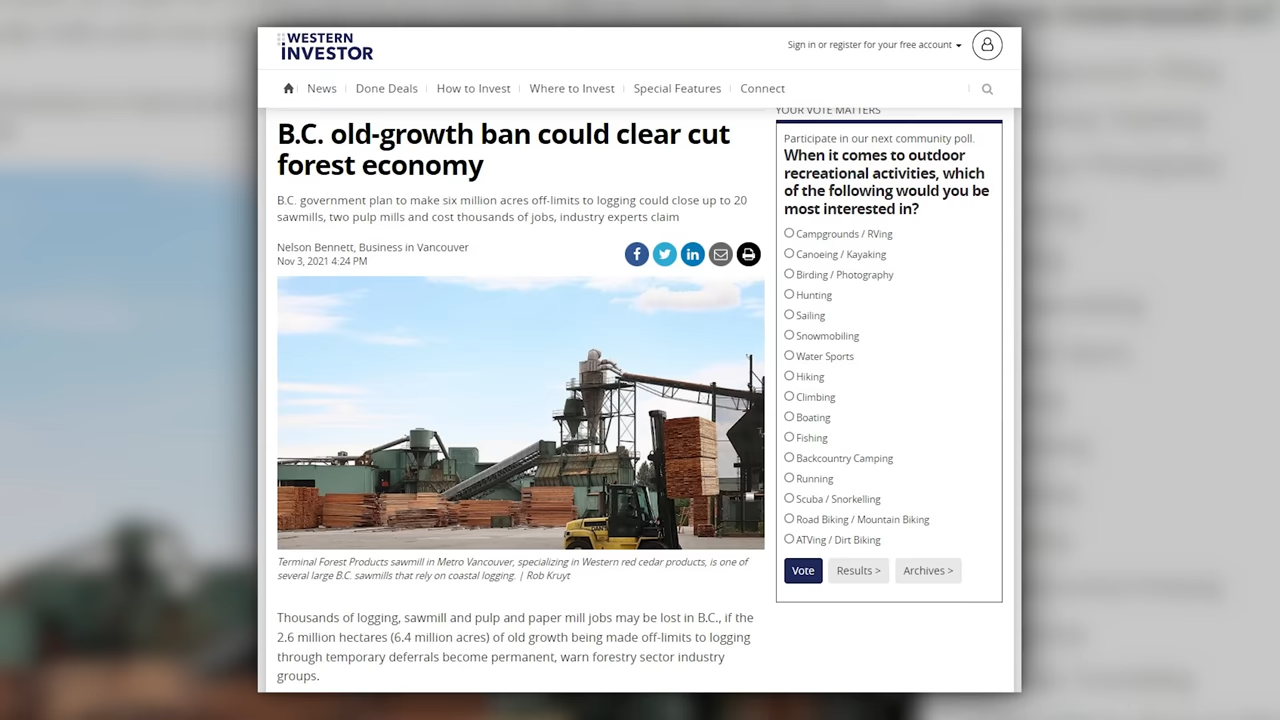 WESTERN
INVESTOR
Sign in or register for your free account
News
Done Deals
How to Invest
Where to Invest
Special Features
Connect
B.C. old-growth ban could clear cut
forest economy
B.C. government plan to make six million acres off-limits to logging could close up to 20
sawmills, two pulp mills and cost thousands of jobs, industry experts claim
Nelson Bennett, Business in Vancouver
Nov 3, 2021 4:24 PM
Terminal Forest Products sawmill in Metro Vancouver, specializing in Western red cedar products, is one of
several large B.C. sawmills that rely on coastal logging. | Rob Kruyt
Thousands of logging, sawmill and pulp and paper mill jobs may be lost in B.C., if the
2.6 million hectares (6.4 million acres) of old growth being made off-limits to logging
through temporary deferrals become permanent, warn forestry sector industry
groups.
YOUR VOTE MATTERS
Participate in our next community poll.
When it comes to outdoor
recreational activities, which
of the following would you be
most interested in?
Campgrounds / RVing
Canoeing / Kayaking
Birding / Photography
Hunting
Sailing
Snowmobiling
Water Sports
Hiking
Climbing
Boating
Fishing
Backcountry Camping
Running
Scuba / Snorkelling
Road Biking / Mountain Biking
ATVing / Dirt Biking
Vote
Results >
Archives >